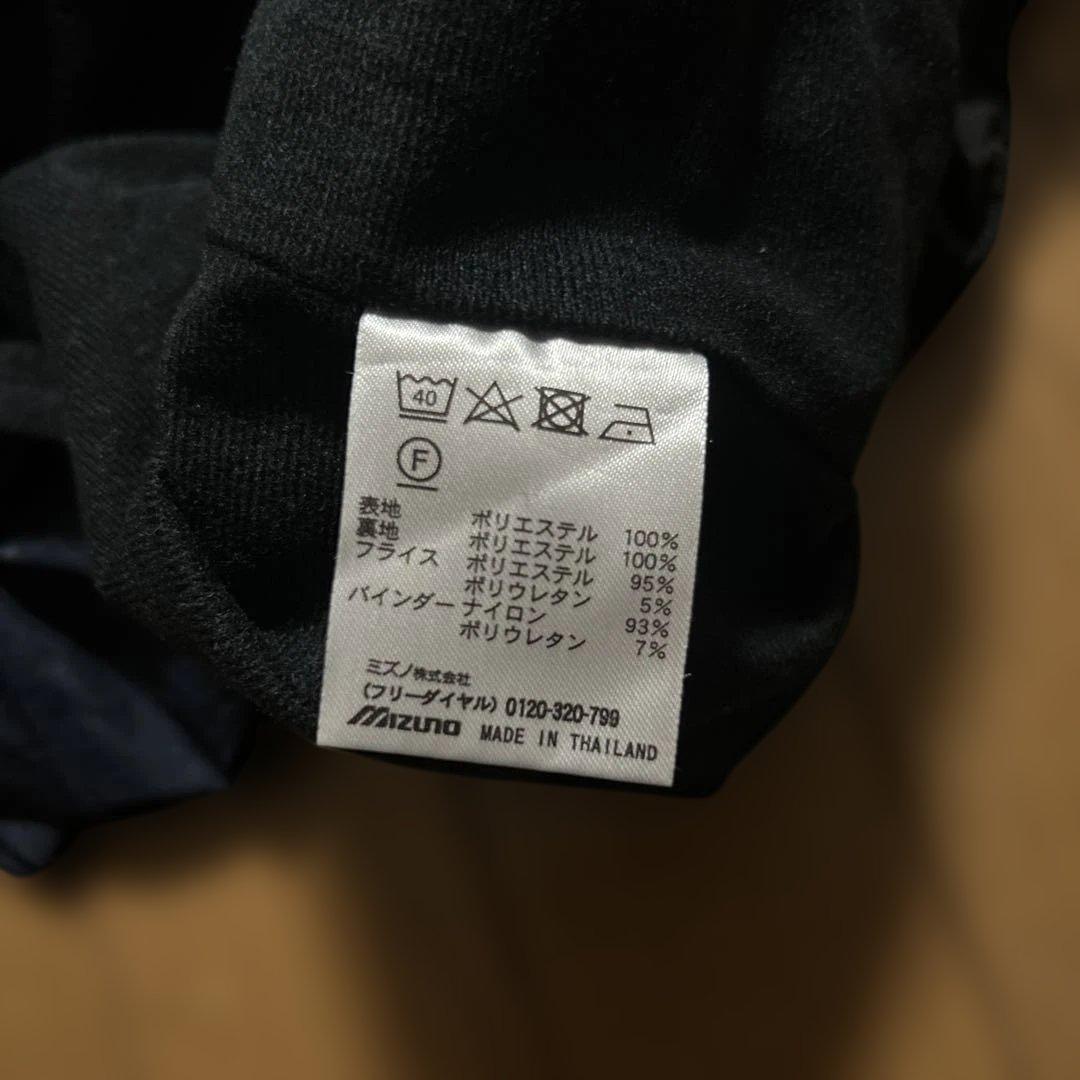 40
F
表地 ポリエステル 100%
裏地 ポリエステル 100%
フライス ポリエステル 95%
ポリウレタン 5%
バインダー ナイロン 93%
ポリウレタン 7%
ミズノ株式会社
(フリーダイヤル) 0120-320-799
MIZUNO MADE IN THAILAND